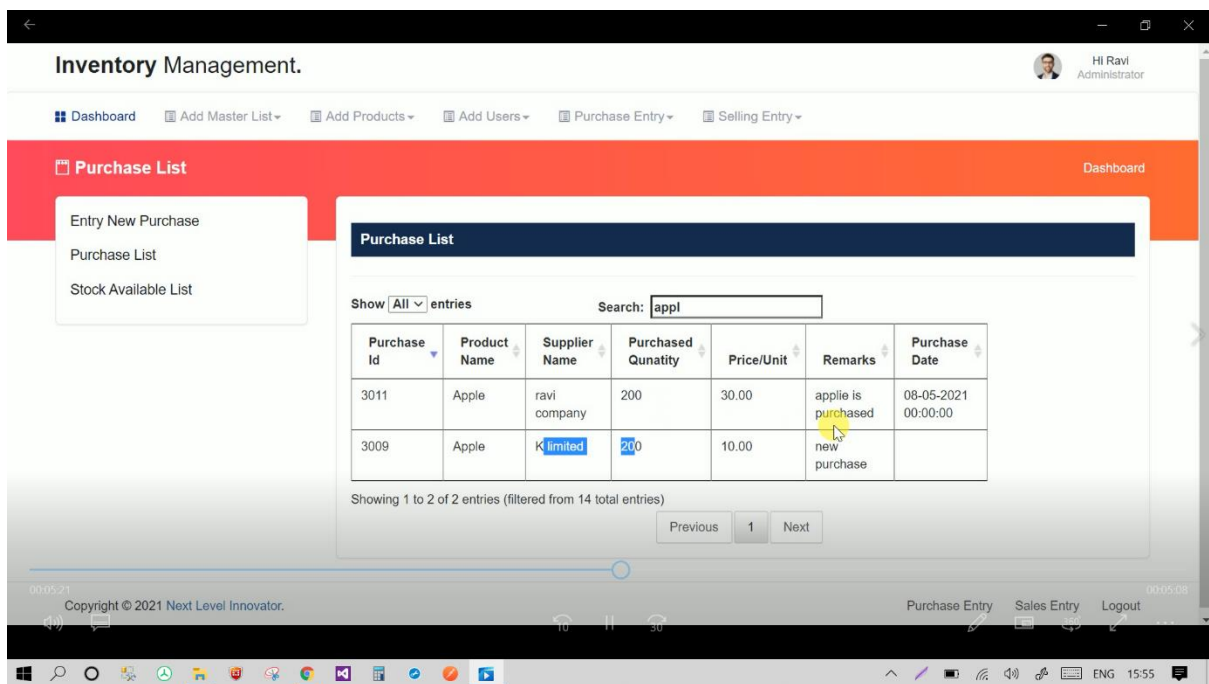 Inventory Management.
Hi Ravi
Administrator
Dashboard Add Master List Add Products Add Users Purchase Entry Selling Entry
Purchase List
Dashboard
Entry New Purchase
Purchase List
Stock Available List
Purchase List
Show All entries
Search: appl
Purchase Id Product Name Supplier Name Purchased Qunatity Price/Unit Remarks Purchase Date
3011 Apple ravi company 200 30.00 applie is purchased 08-05-2021 00:00:00
3009 Apple K limited 200 10.00 new purchase
Showing 1 to 2 of 2 entries (filtered from 14 total entries)
Previous 1 Next
00:05:21
00:05:08
Copyright © 2021 Next Level Innovator.
Purchase Entry Sales Entry Logout
10 30
ENG 15:55